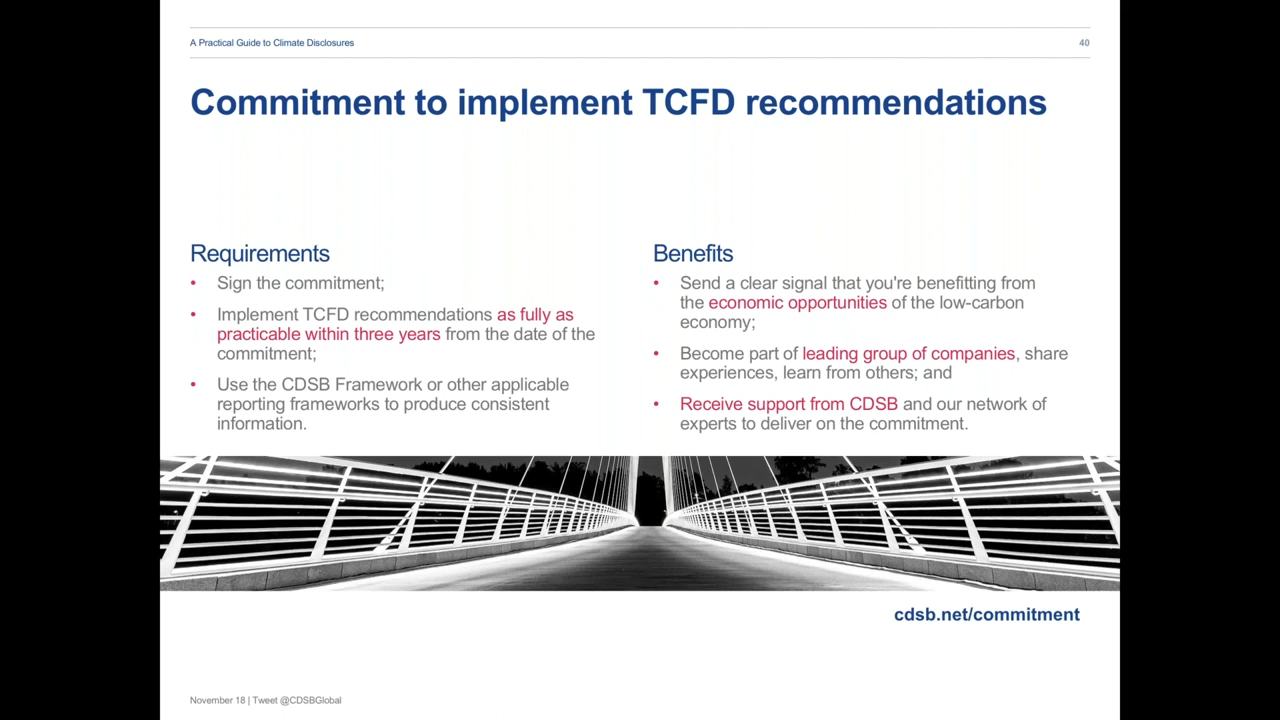 A Practical Guide to Climate Disclosures
40
Commitment to implement TCFD recommendations
Requirements
• Sign the commitment;
• Implement TCFD recommendations as fully as
practicable within three years from the date of the
commitment;
• Use the CDSB Framework or other applicable
reporting frameworks to produce consistent
information.
Benefits
• Send a clear signal that you're benefitting from
the economic opportunities of the low-carbon
economy;
• Become part of leading group of companies, share
experiences, learn from others; and
• Receive support from CDSB and our network of
experts to deliver on the commitment.
cdsb.net/commitment
November 18 | Tweet @CDSBGlobal